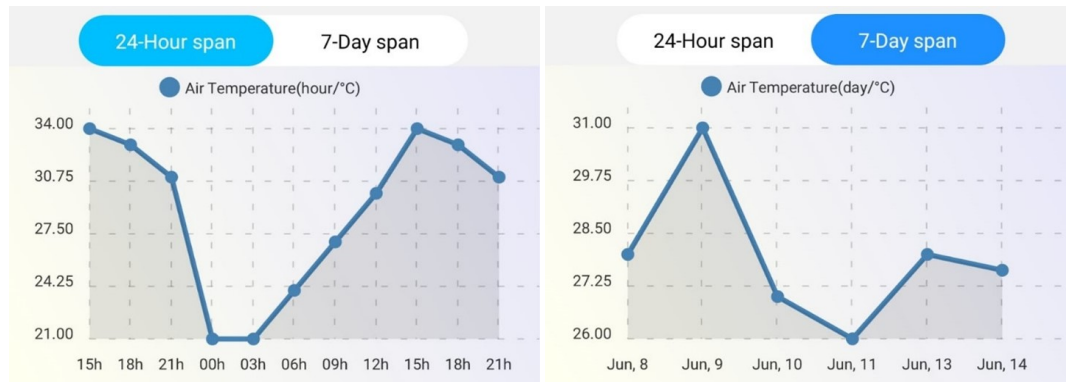 24-Hour span 7-Day span
Air Temperature(hour/°C)
34.00
30.75
27.50
24.25
21.00
15h 18h 21h 00h 03h 06h 09h 12h 15h 18h 21h
24-Hour span 7-Day span
Air Temperature(day/°C)
31.00
29.75
28.50
27.25
26.00
Jun, 8 Jun, 9 Jun, 10 Jun, 11 Jun, 13 Jun, 14